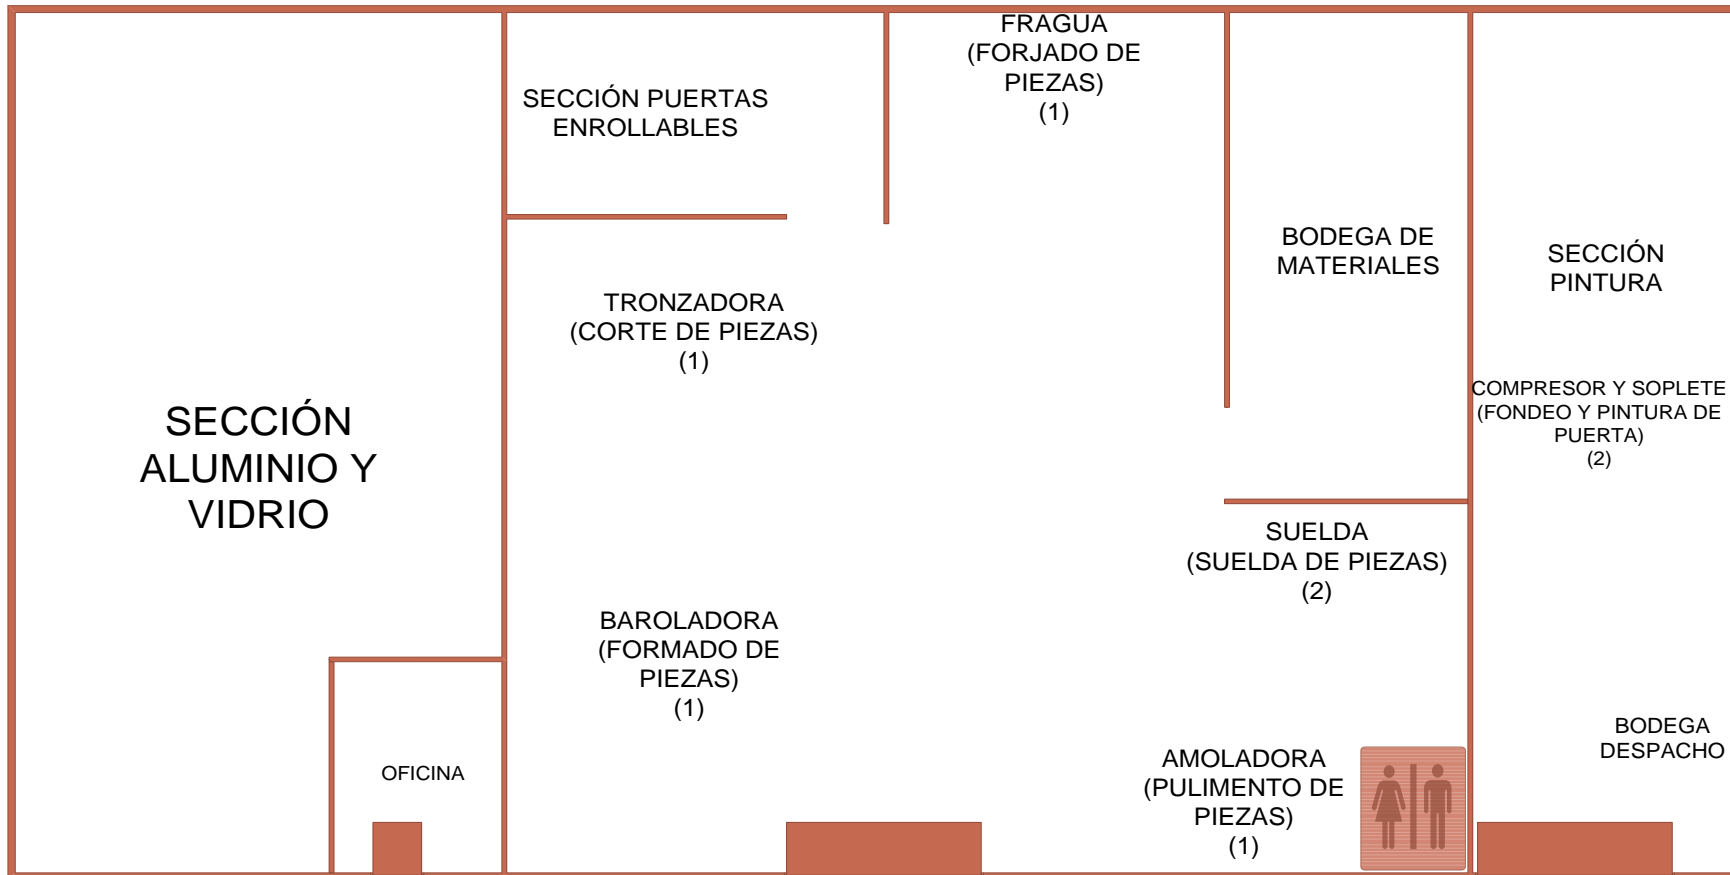 FRAGUA
(FORJADO DE
PIEZAS)
(1)
SECCIÓN PUERTAS
ENROLLABLES
BODEGA DE
MATERIALES
SECCIÓN
PINTURA
TRONZADORA
(CORTE DE PIEZAS)
(1)
COMPRESOR Y SOPLETE
(FONDEO Y PINTURA DE
PUERTA)
(2)
SECCIÓN
ALUMINIO Y
VIDRIO
SUELDA
(SUELDA DE PIEZAS)
(2)
BAROLADORA
(FORMADO DE
PIEZAS)
(1)
BODEGA
DESPACHO
OFICINA
AMOLADORA
(PULIMENTO DE
PIEZAS)
(1)